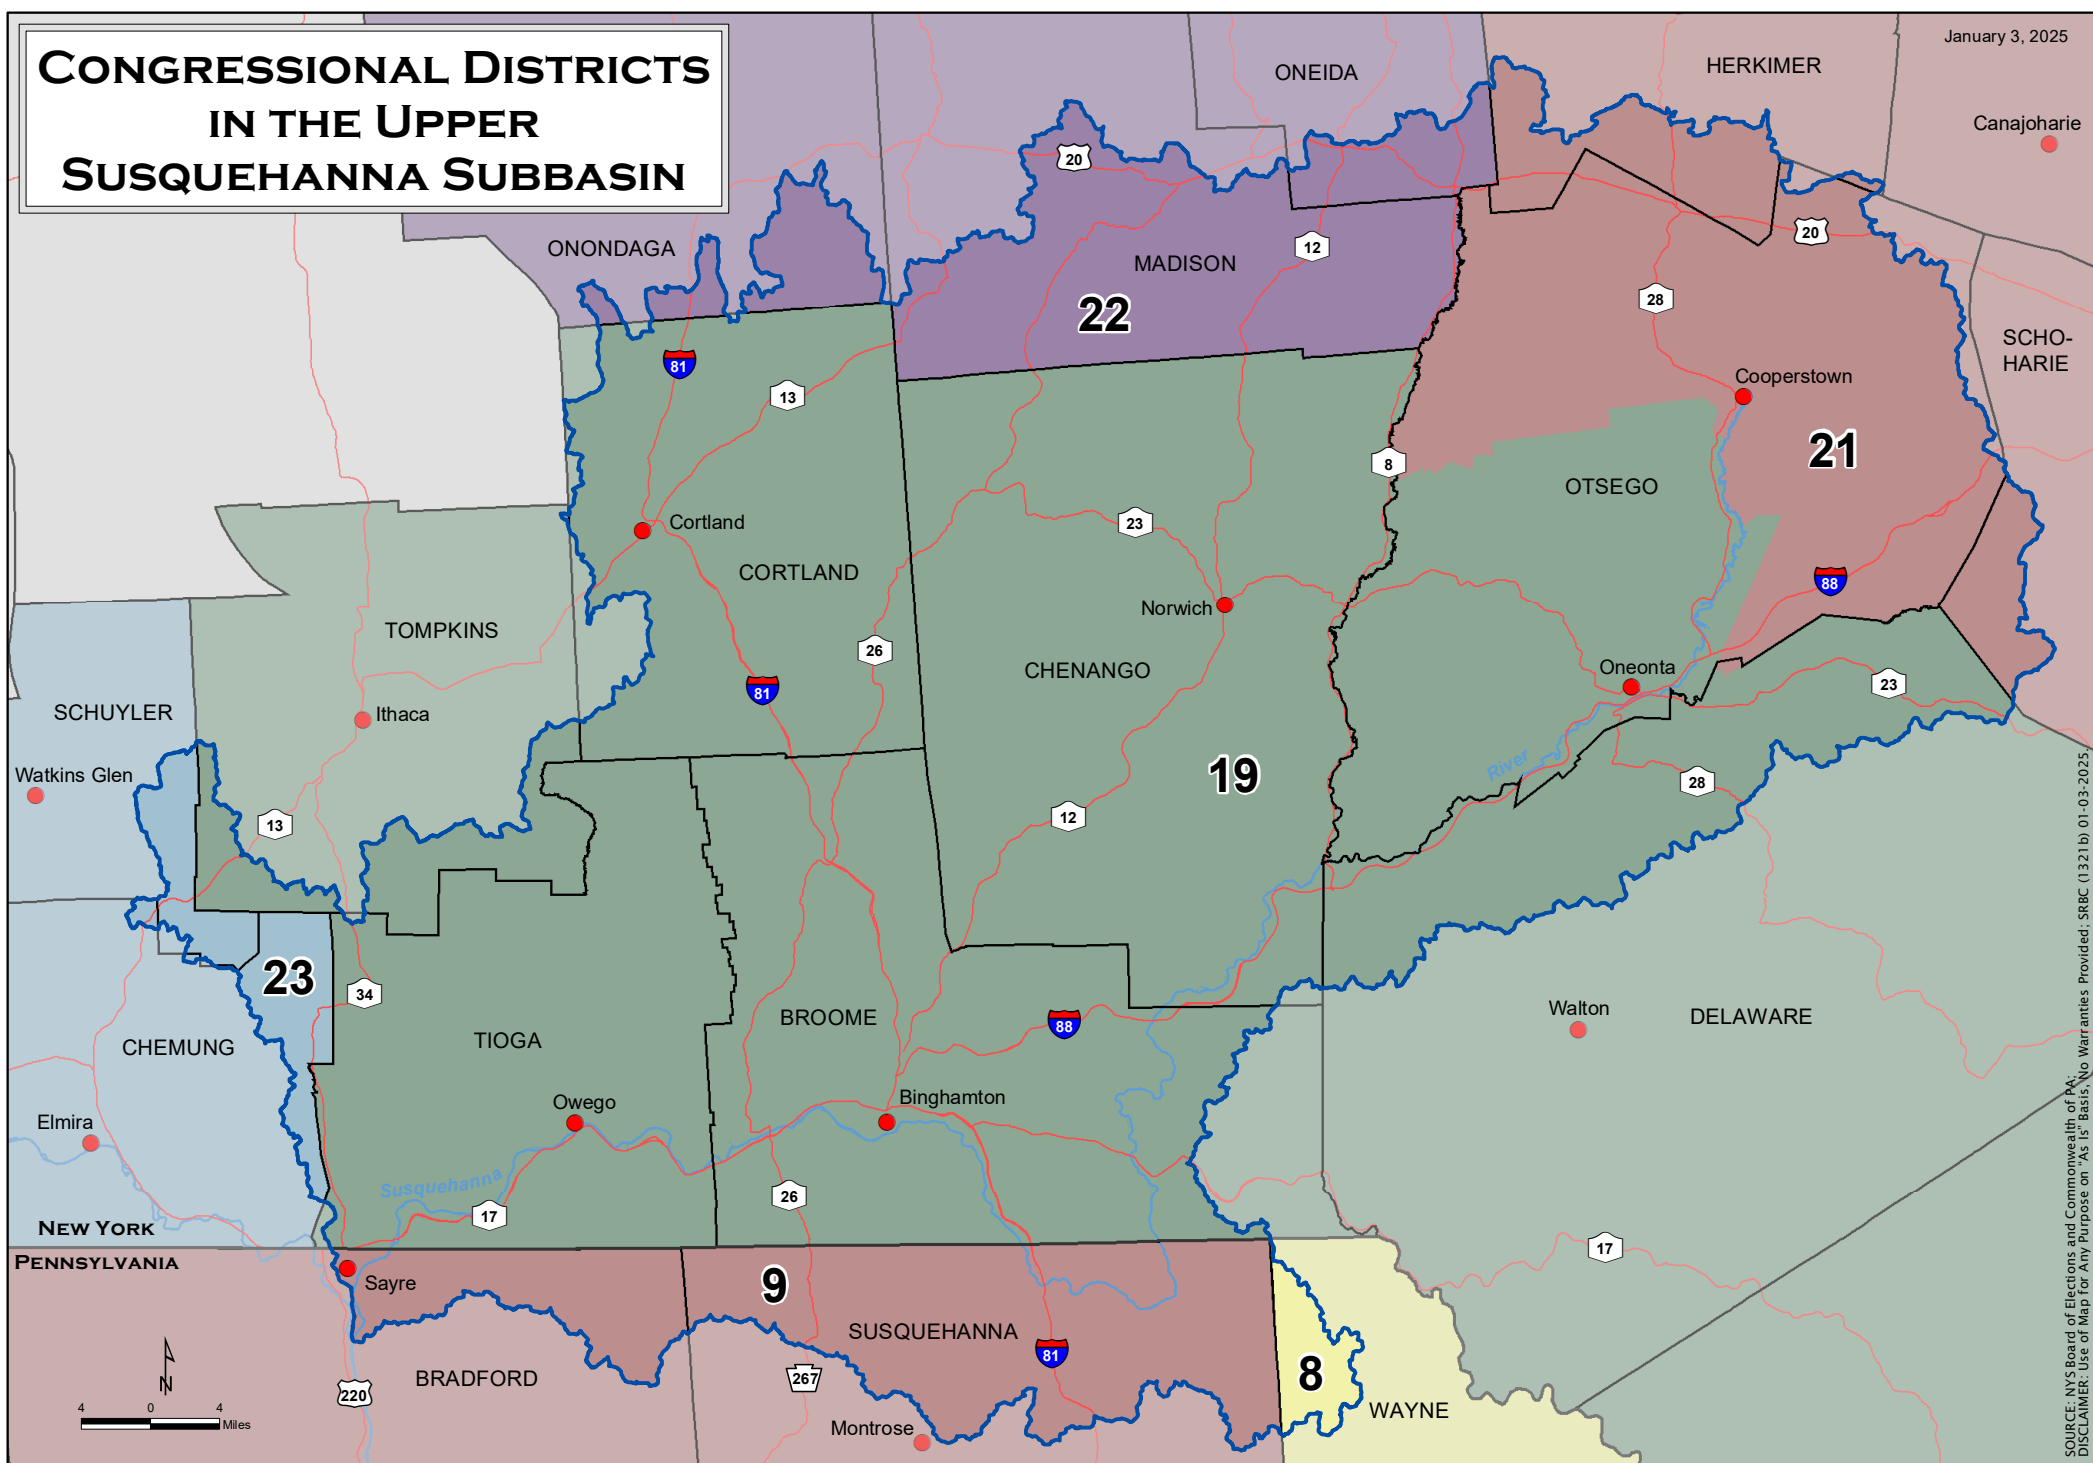 CONGRESSIONAL DISTRICTS
IN THE UPPER
SUSQUEHANNA SUBBASIN
January 3, 2025
HERKIMER
ONEIDA
Canajoharie
20
ONONDAGA
MADISON
12
20
22
28
SCHO-
HARIE
81
13
Cooperstown
21
8
OTSEGO
23
Cortland
CORTLAND
88
Norwich
TOMPKINS
26
CHENANGO
Oneonta
23
81
SCHUYLER
Ithaca
19
River
Watkins Glen
28
13
12
23
34
Walton
DELAWARE
BROOME
88
TIOGA
CHEMUNG
Owego
Binghamton
Elmira
Susquehanna
26
17
NEW YORK
17
PENNSYLVANIA
Sayre
9
SUSQUEHANNA
81
8
BRADFORD
267
220
WAYNE
N
4 0 4
Miles
Montrose
SOURCE: NYS Board of Elections and Commonwealth of PA;
DISCLAIMER: Use of Map for Any Purpose on "As Is" Basis, No Warranties Provided; SRBC (1321b) 01-03-2025.